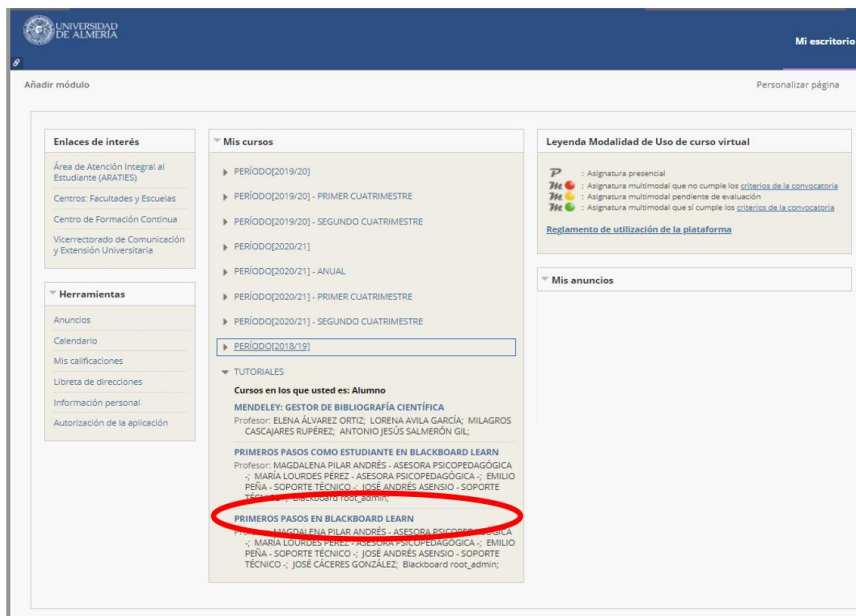 UNIVERSIDAD
DE ALMERÍA
Mi escritorio
Añadir módulo
Personalizar página
Enlaces de interés
Área de Atención Integral al
Estudiante (ARATIES)
Centros: Facultades y Escuelas
Centro de Formación Continua
Vicerrectorado de Comunicación
y Extensión Universitaria
Herramientas
Anuncios
Calendario
Mis calificaciones
Libreta de direcciones
Información personal
Autorización de la aplicación
Mis cursos
PERÍODO[2019/20]
PERÍODO[2019/20] - PRIMER CUATRIMESTRE
PERÍODO[2019/20] - SEGUNDO CUATRIMESTRE
PERÍODO[2020/21]
PERÍODO[2020/21] - ANUAL
PERÍODO[2020/21] - PRIMER CUATRIMESTRE
PERÍODO[2020/21] - SEGUNDO CUATRIMESTRE
PERÍODO[2018/19]
TUTORIALES
Cursos en los que usted es: Alumno
MENDELEY: GESTOR DE BIBLIOGRAFÍA CIENTÍFICA
Profesor: ELENA ÁLVAREZ ORTIZ; LORENA AVILA GARCÍA; MILAGROS
CASCAJARES RUPÉREZ; ANTONIO JESÚS SALMERÓN GIL;
PRIMEROS PASOS COMO ESTUDIANTE EN BLACKBOARD LEARN
Profesor: MAGDALENA PILAR ANDRÉS - ASESORA PSICOPEDAGÓGICA
-; MARÍA LOURDES PÉREZ - ASESORA PSICOPEDAGÓGICA -; EMILIO
PEÑA - SOPORTE TÉCNICO -; JOSÉ ANDRÉS ASENSIO - SOPORTE
TÉCNICO -; Blackboard root_admin;
PRIMEROS PASOS EN BLACKBOARD LEARN
MAGDALENA PILAR ANDRÉS - ASESORA PSICOPEDAGÓGICA
-; MARÍA LOURDES PÉREZ - ASESORA PSICOPEDAGÓGICA -; EMILIO
PEÑA - SOPORTE TÉCNICO -; JOSÉ ANDRÉS ASENSIO - SOPORTE
TÉCNICO -; JOSÉ CÁCERES GONZÁLEZ; Blackboard root_admin;
Leyenda Modalidad de Uso de curso virtual
P : Asignatura presencial
m : Asignatura multimodal que no cumple los criterios de la convocatoria
m : Asignatura multimodal pendiente de evaluación
m : Asignatura multimodal que sí cumple los criterios de la convocatoria
Reglamento de utilización de la plataforma
Mis anuncios